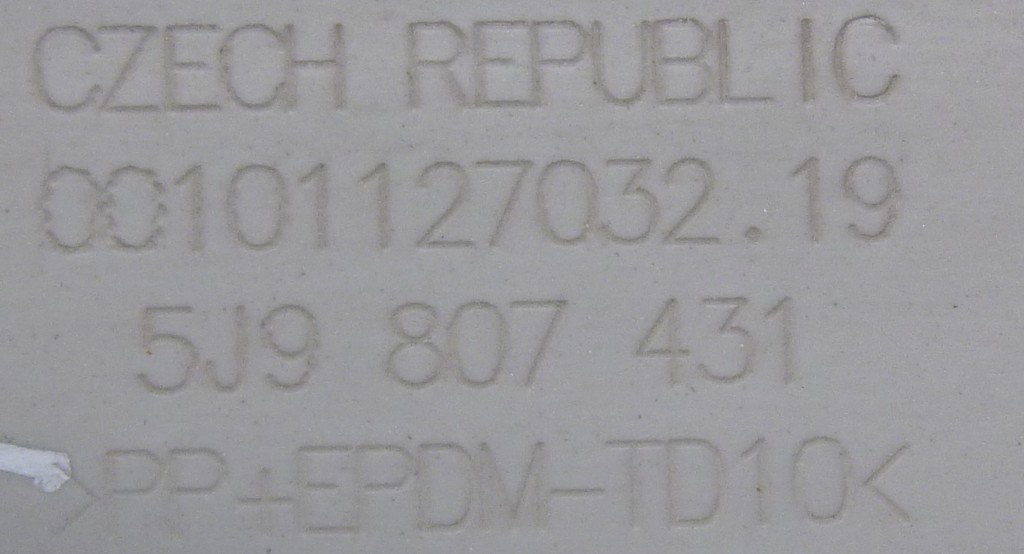 CZECH REPUBLIC
00101127032.19
5J9 807 431
>PP+EPDM-TD10<